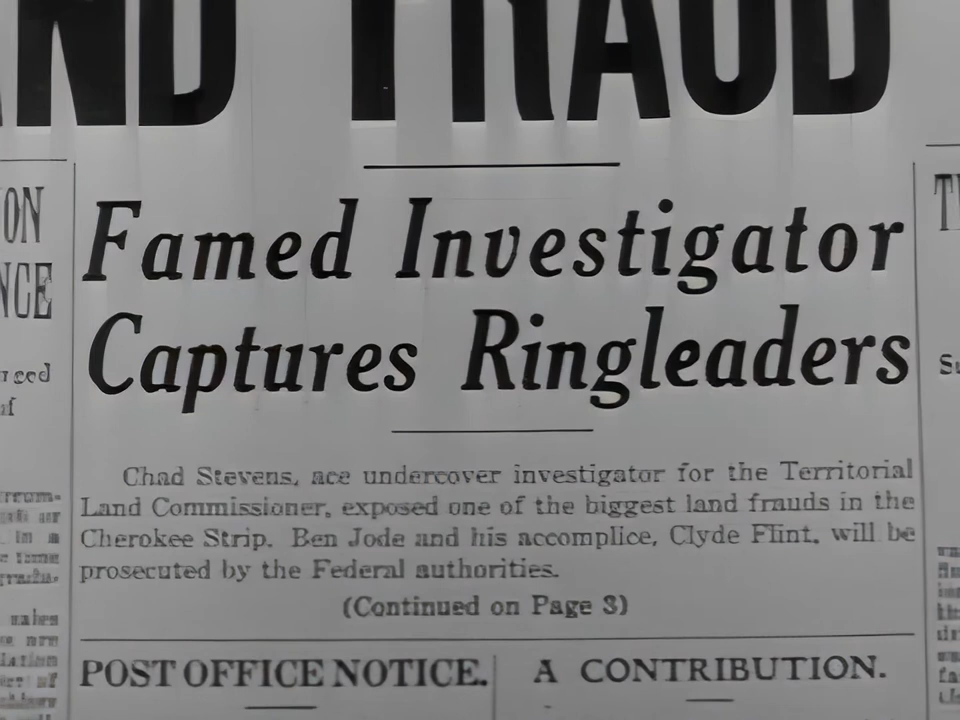 AND FRAUD
ON
NCE
Famed Investigator
Captures Ringleaders
Chad Stevens, ace undercover investigator for the Territorial
Land Commissioner, exposed one of the biggest land frauds in the
Cherokee Strip. Ben Jode and his accomplice, Clyde Flint, will be
prosecuted by the Federal authorities.
(Continued on Page 3)
POST OFFICE NOTICE.
A CONTRIBUTION.